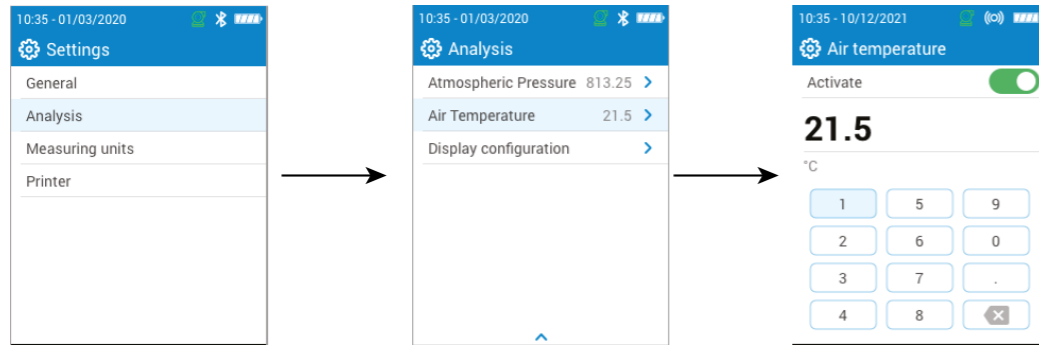 10:35 - 01/03/2020
Settings
General
Analysis
Measuring units
Printer
10:35 - 01/03/2020
Analysis
Atmospheric Pressure 813.25
Air Temperature 21.5
Display configuration
10:35 - 10/12/2021
Air temperature
Activate
21.5
°C
1 5 9
2 6 0
3 7 .
4 8